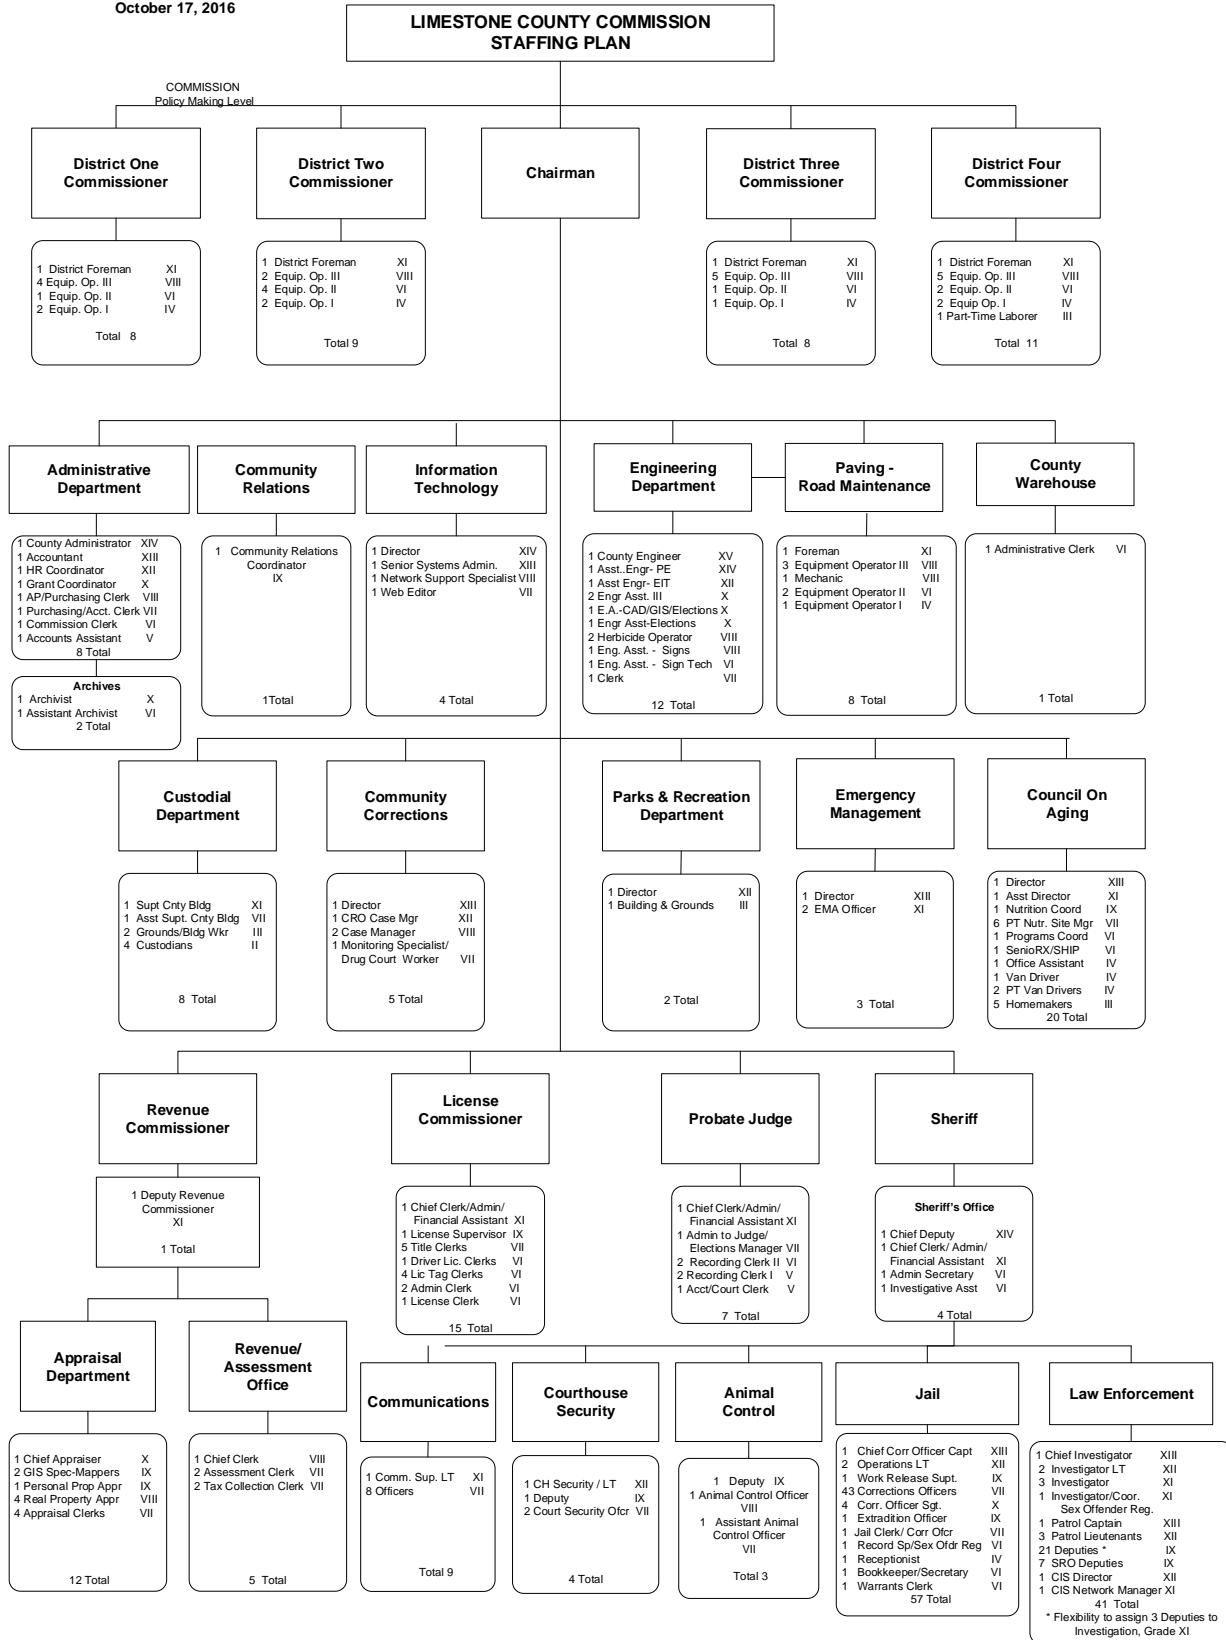 October 17, 2016
LIMESTONE COUNTY COMMISSION
STAFFING PLAN
COMMISSION
Policy Making Level
District One
Commissioner
District Two
Commissioner
Chairman
District Three
Commissioner
District Four
Commissioner
1 District Foreman XI
4 Equip. Op. III VIII
1 Equip. Op. II VI
2 Equip. Op. I IV
Total 8
1 District Foreman XI
2 Equip. Op. III VIII
4 Equip. Op. II VI
2 Equip. Op. I IV
Total 9
1 District Foreman XI
5 Equip. Op. III VIII
1 Equip. Op. II VI
1 Equip. Op. I IV
Total 8
1 District Foreman XI
5 Equip. Op. III VIII
2 Equip. Op. II VI
2 Equip Op. I IV
1 Part-Time Laborer III
Total 11
Administrative
Department
Community
Relations
Information
Technology
Engineering
Department
Paving -
Road Maintenance
County
Warehouse
1 County Administrator XIV
1 Accountant XIII
1 HR Coordinator XII
1 Grant Coordinator X
1 AP/Purchasing Clerk VIII
1 Purchasing/Acct. Clerk VII
1 Commission Clerk VI
1 Accounts Assistant V
8 Total
Archives
1 Archivist X
1 Assistant Archivist VI
2 Total
1 Community Relations
Coordinator
IX
1Total
1 Director XIV
1 Senior Systems Admin. XIII
1 Network Support Specialist VIII
1 Web Editor VII
4 Total
1 County Engineer XV
1 Asst..Engr- PE XIV
1 Asst Engr- EIT XII
2 Engr Asst. III X
1 E.A.-CAD/GIS/Elections X
1 Engr Asst-Elections X
2 Herbicide Operator VIII
1 Eng. Asst. - Signs VIII
1 Eng. Asst. - Sign Tech VI
1 Clerk VII
12 Total
1 Foreman XI
3 Equipment Operator III VIII
1 Mechanic VIII
2 Equipment Operator II VI
1 Equipment Operator I IV
8 Total
1 Administrative Clerk VI
1 Total
Custodial
Department
Community
Corrections
Parks & Recreation
Department
Emergency
Management
Council On
Aging
1 Supt Cnty Bldg XI
1 Asst Supt. Cnty Bldg VII
2 Grounds/Bldg Wkr III
4 Custodians II
8 Total
1 Director XIII
1 CRO Case Mgr XII
2 Case Manager VIII
1 Monitoring Specialist/
Drug Court Worker VII
5 Total
1 Director XII
1 Building & Grounds III
2 Total
1 Director XIII
2 EMA Officer XI
3 Total
1 Director XIII
1 Asst Director XI
1 Nutrition Coord IX
6 PT Nutr. Site Mgr VII
1 Programs Coord VI
1 SenioRX/SHIP VI
1 Office Assistant IV
1 Van Driver IV
2 PT Van Drivers IV
5 Homemakers III
20 Total
Revenue
Commissioner
License
Commissioner
Probate Judge
Sheriff
1 Deputy Revenue
Commissioner
XI
1 Total
1 Chief Clerk/Admin/
Financial Assistant XI
1 License Supervisor IX
5 Title Clerks VII
1 Driver Lic. Clerks VI
4 Lic Tag Clerks VI
2 Admin Clerk VI
1 License Clerk VI
15 Total
1 Chief Clerk/Admin/
Financial Assistant XI
1 Admin to Judge/
Elections Manager VII
2 Recording Clerk II VI
2 Recording Clerk I V
1 Acct/Court Clerk V
7 Total
Sheriff's Office
1 Chief Deputy XIV
1 Chief Clerk/ Admin/
Financial Assistant XI
1 Admin Secretary VI
1 Investigative Asst VI
4 Total
Appraisal
Department
Revenue/
Assessment
Office
Communications
Courthouse
Security
Animal
Control
Jail
Law Enforcement
1 Chief Appraiser X
2 GIS Spec-Mappers IX
1 Personal Prop Appr IX
4 Real Property Appr VIII
4 Appraisal Clerks VII
12 Total
1 Chief Clerk VIII
2 Assessment Clerk VII
2 Tax Collection Clerk VII
5 Total
1 Comm. Sup. LT XI
8 Officers VII
Total 9
1 CH Security / LT XII
1 Deputy IX
2 Court Security Ofcr VII
4 Total
1 Deputy IX
1 Animal Control Officer
VIII
1 Assistant Animal
Control Officer
VII
Total 3
1 Chief Corr Officer Capt XIII
2 Operations LT XII
1 Work Release Supt. IX
43 Corrections Officers VII
4 Corr. Officer Sgt. X
1 Extradition Officer IX
1 Jail Clerk/ Corr Ofcr VII
1 Record Sp/Sex Ofdr Reg VI
1 Receptionist IV
1 Bookkeeper/Secretary VI
1 Warrants Clerk VI
57 Total
1 Chief Investigator XIII
2 Investigator LT XII
3 Investigator XI
1 Investigator/Coor. XI
Sex Offender Reg.
1 Patrol Captain XIII
3 Patrol Lieutenants XII
21 Deputies * IX
7 SRO Deputies IX
1 CIS Director XII
1 CIS Network Manager XI
41 Total
* Flexibility to assign 3 Deputies to
Investigation, Grade XI